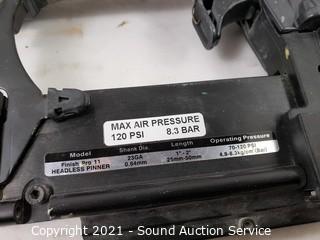 MAX AIR PRESSURE
120 PSI 8.3 BAR
Model Shank Dia. Length Operating Pressure
Finish Pro 11 23GA 1" - 2" 70-120 PSI
HEADLESS PINNER 0.64mm 25mm-50mm 4.9-8.3kg/cm (Bar)
Copyright 2021 - Sound Auction Service